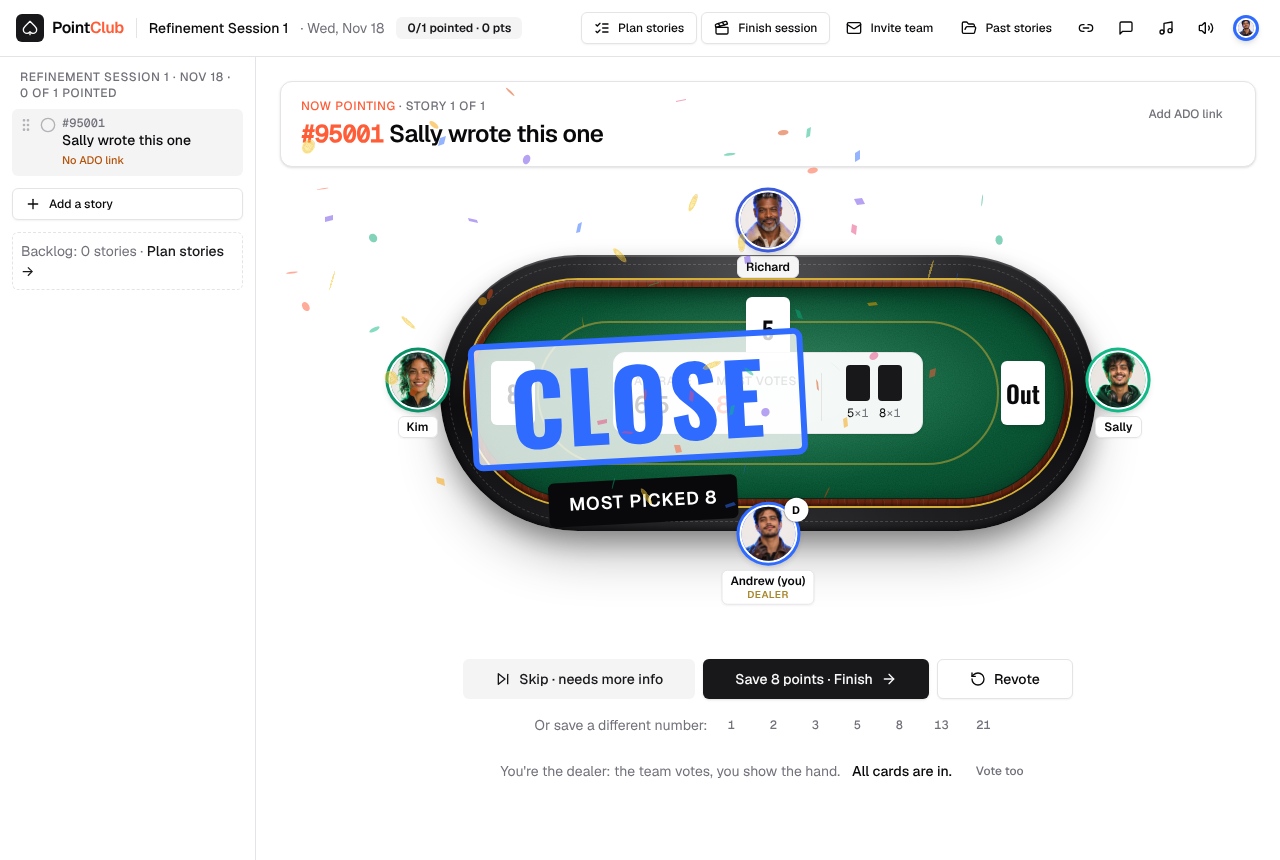 PointClub
Refinement Session 1 · Wed, Nov 18
0/1 pointed · 0 pts
Plan stories
Finish session
Invite team
Past stories
REFINEMENT SESSION 1 · NOV 18 ·
0 OF 1 POINTED
#95001
Sally wrote this one
No ADO link
Add a story
Backlog: 0 stories · Plan stories
→
NOW POINTING · STORY 1 OF 1
#95001 Sally wrote this one
Add ADO link
Richard
5
Kim
8
CLOSE
VOTES
5×1 8×1
Out
Sally
MOST PICKED 8
D
Andrew (you)
DEALER
Skip · needs more info
Save 8 points · Finish →
Revote
Or save a different number: 1 2 3 5 8 13 21
You're the dealer: the team votes, you show the hand. All cards are in. Vote too